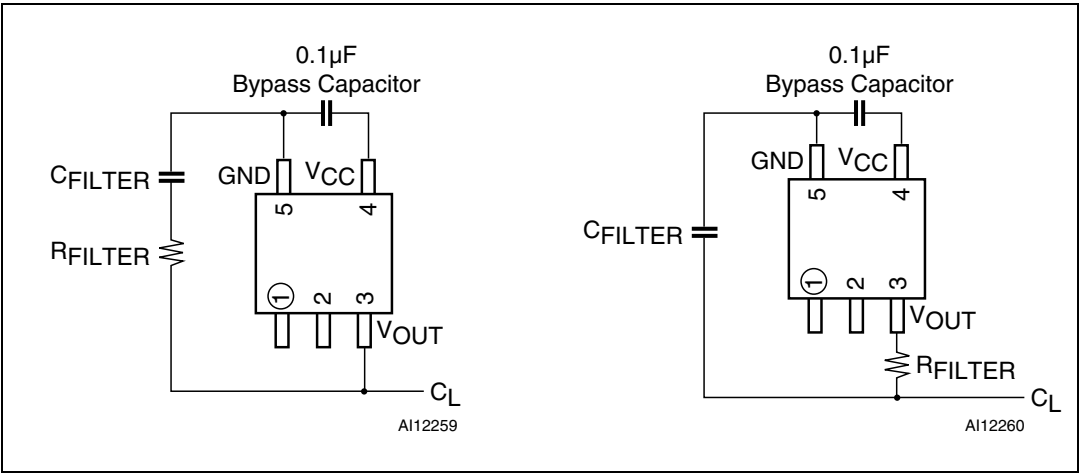 0.1µF
Bypass Capacitor
CFILTER
GND
VCC
5
4
RFILTER
1
2
3
VOUT
CL
AI12259
0.1µF
Bypass Capacitor
GND
VCC
5
4
CFILTER
1
2
3
VOUT
RFILTER
CL
AI12260